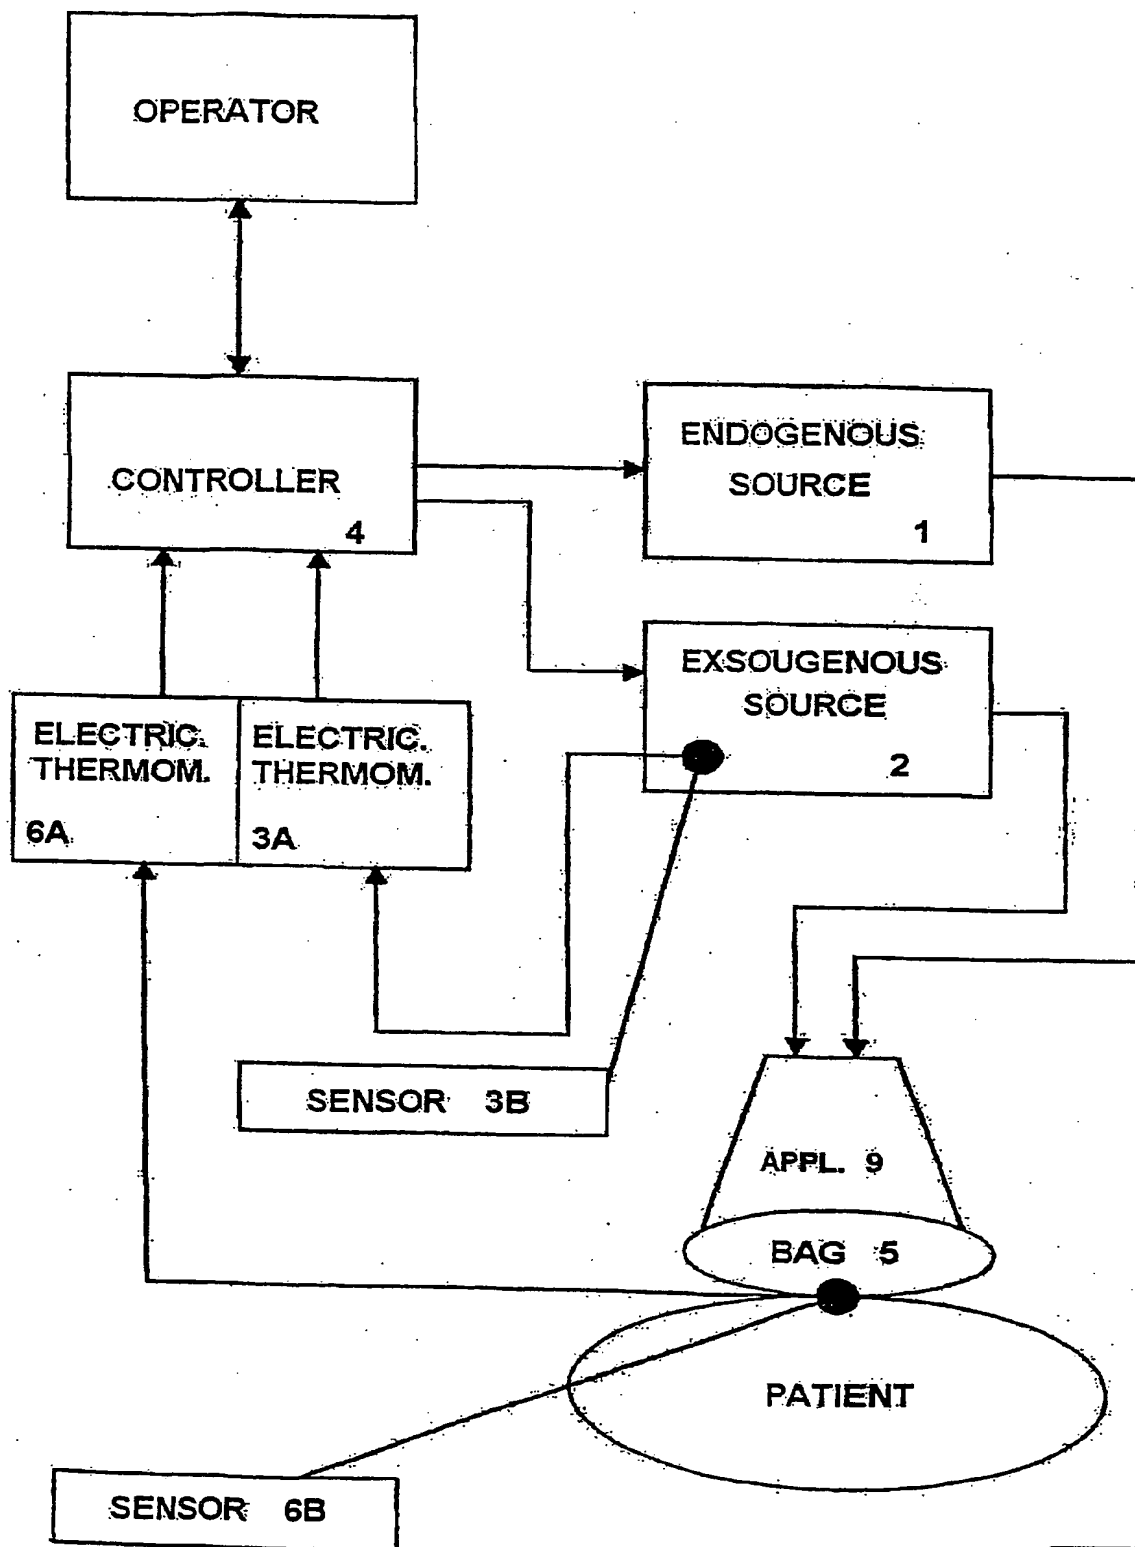 OPERATOR
CONTROLLER
4
ENDOGENOUS
SOURCE
1
EXSOUGENOUS
SOURCE
2
ELECTRIC.
THERMOM.
6A
ELECTRIC.
THERMOM.
3A
SENSOR 3B
APPL. 9
BAG 5
PATIENT
SENSOR 6B